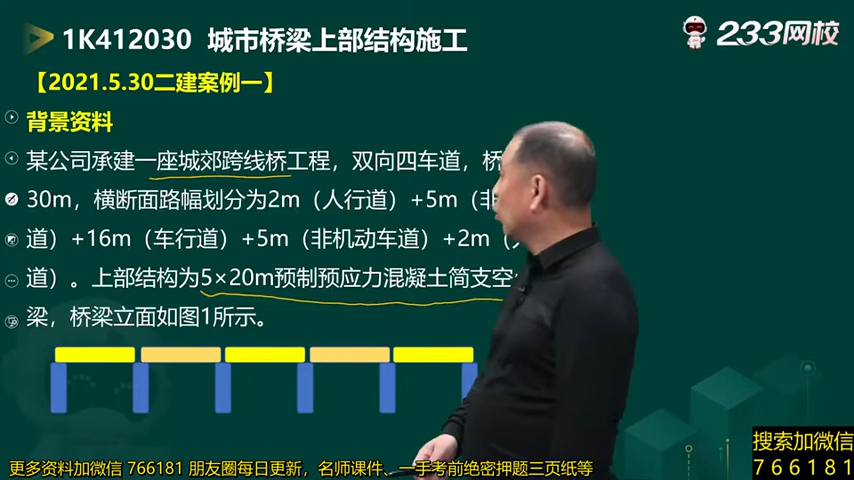 1K412030 城市桥梁上部结构施工
233网校
【2021.5.30二建案例一】
背景资料
某公司承建一座城郊跨线桥工程，双向四车道，桥
30m，横断面路幅划分为2m（人行道）+5m（非
道）+16m（车行道）+5m（非机动车道）+2m（
道）。上部结构为5×20m预制预应力混凝土简支空
梁，桥梁立面如图1所示。
搜索加微信
766181
更多资料加微信 766181 朋友圈每日更新，名师课件、一手考前绝密押题三页纸等